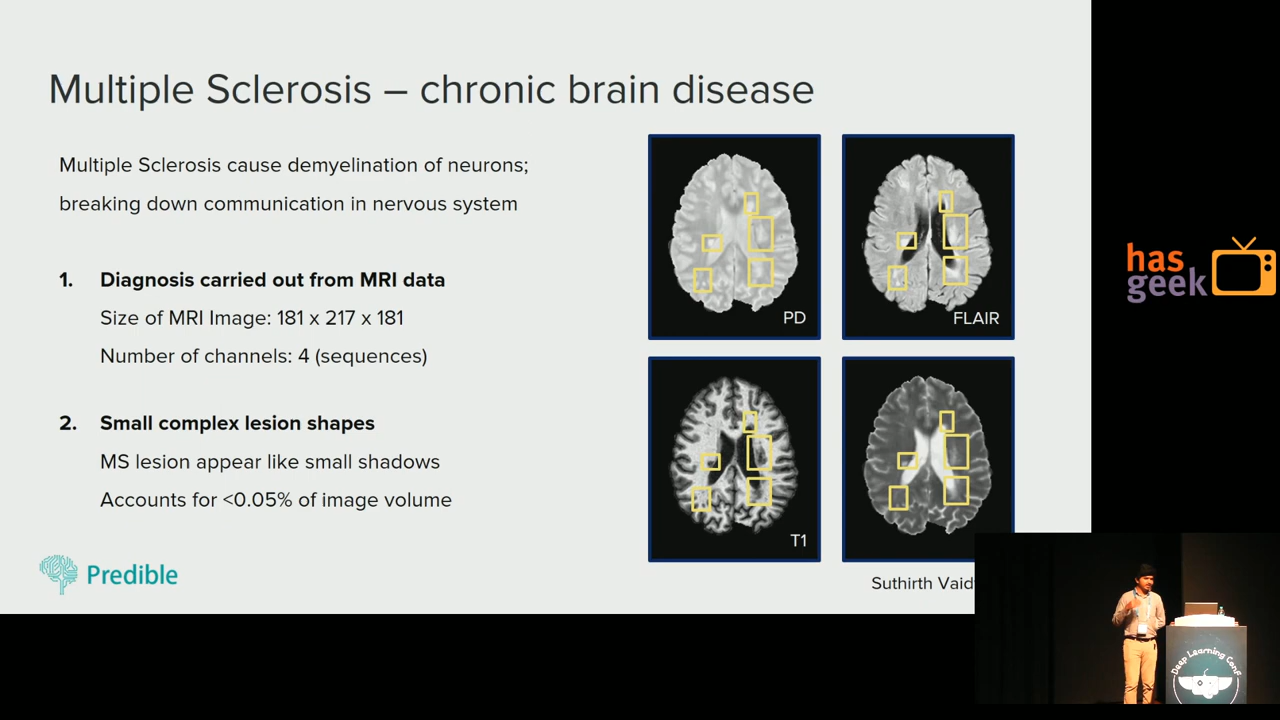 Multiple Sclerosis – chronic brain disease
Multiple Sclerosis cause demyelination of neurons;
breaking down communication in nervous system
1. Diagnosis carried out from MRI data
Size of MRI Image: 181 x 217 x 181
Number of channels: 4 (sequences)
2. Small complex lesion shapes
MS lesion appear like small shadows
Accounts for <0.05% of image volume
PD
FLAIR
T1
Predible
Suthirth
has
geek
Deep Learning Conf